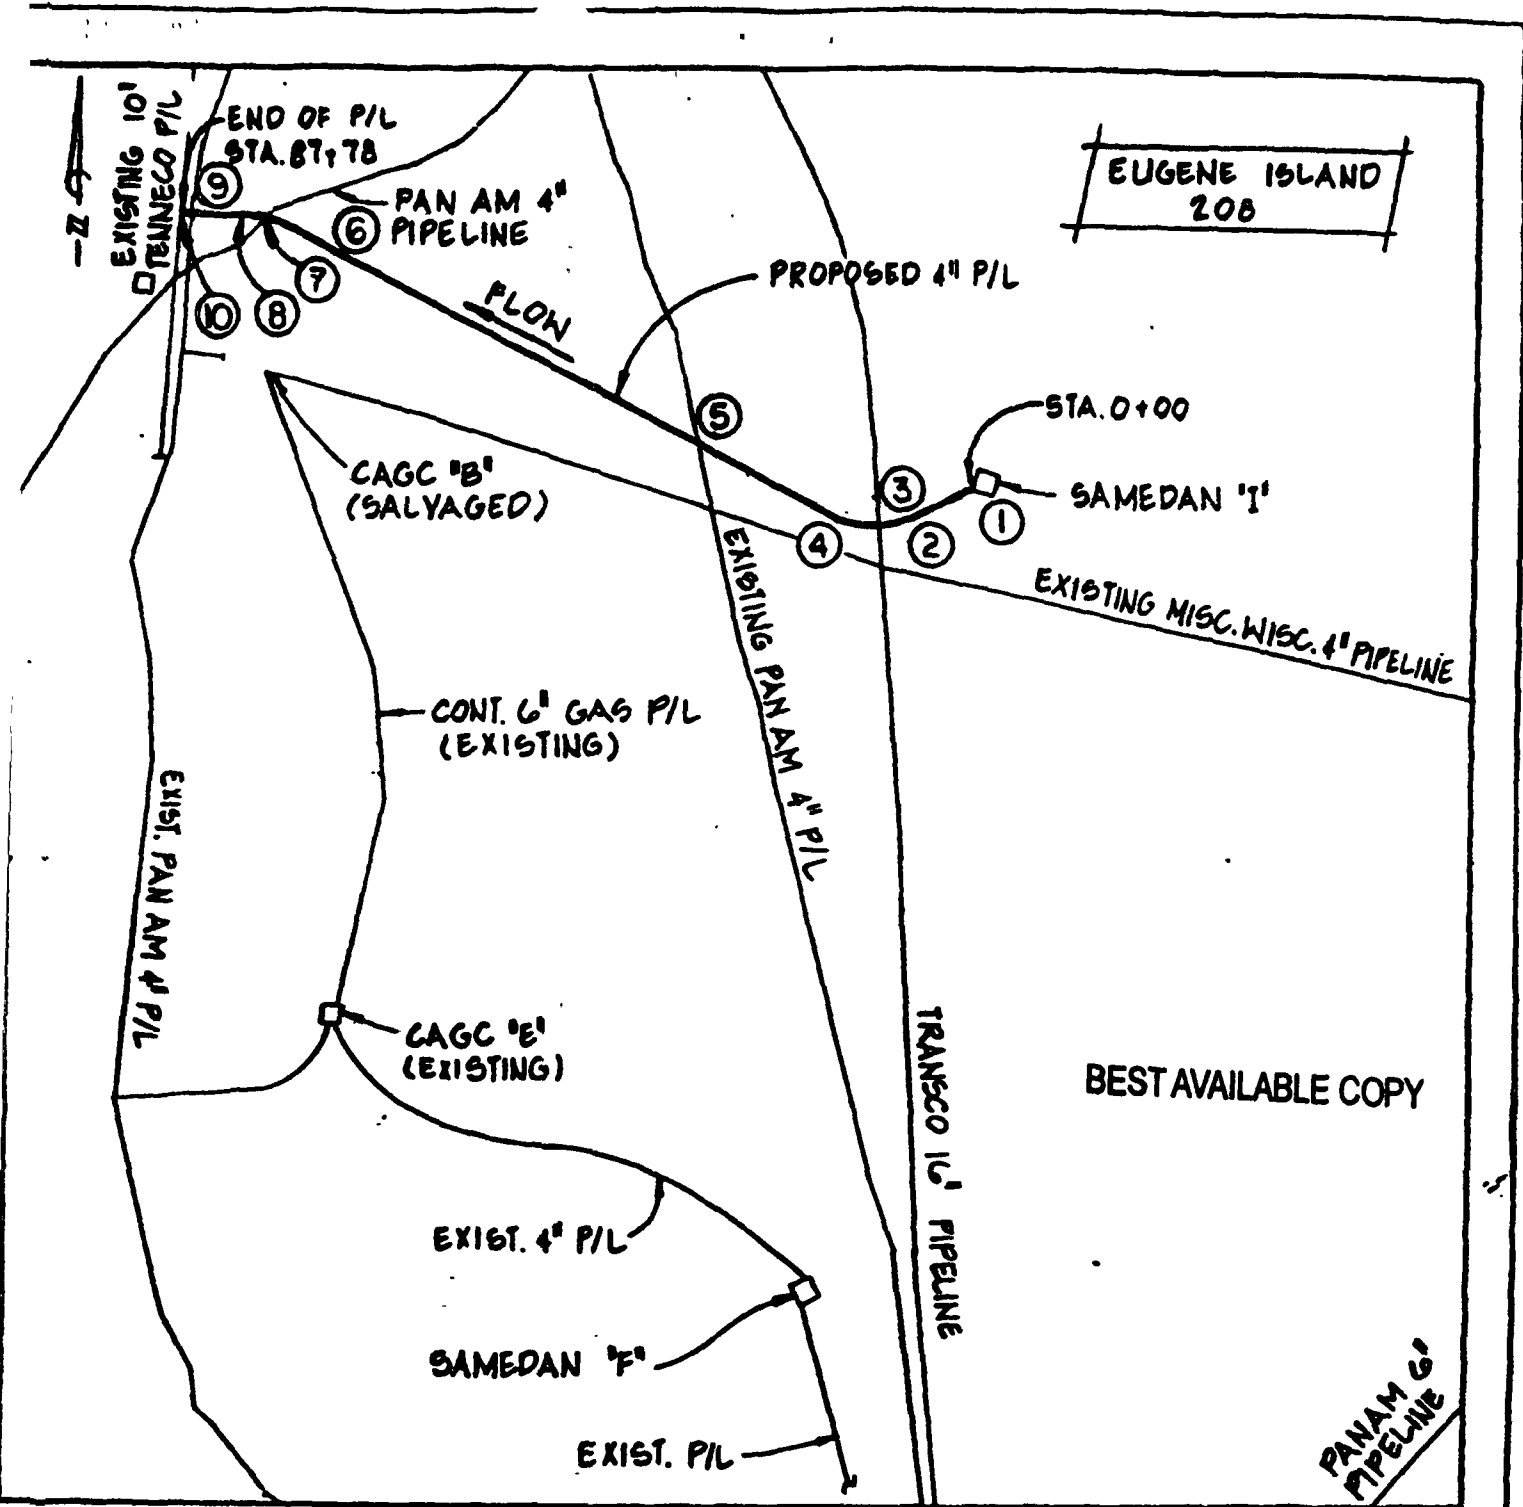 EXISTING 10"
TENNECO P/L
N
END OF P/L
STA. 87+78
PAN AM 4"
PIPELINE
EUGENE ISLAND
208
PROPOSED 4" P/L
FLOW
STA. 0+00
SAMEDAN "I"
9
6
7
8
10
5
3
1
2
4
CAGC "B"
(SALVAGED)
EXISTING MISC. WISC. 4" PIPELINE
EXISTING PAN AM 4" P/L
CONT. 6" GAS P/L
(EXISTING)
EXIST. PAN AM 4" P/L
CAGC "E"
(EXISTING)
TRANSCO 16" PIPELINE
BEST AVAILABLE COPY
EXIST. 4" P/L
SAMEDAN "F"
EXIST. P/L
PANAM 6"
PIPELINE